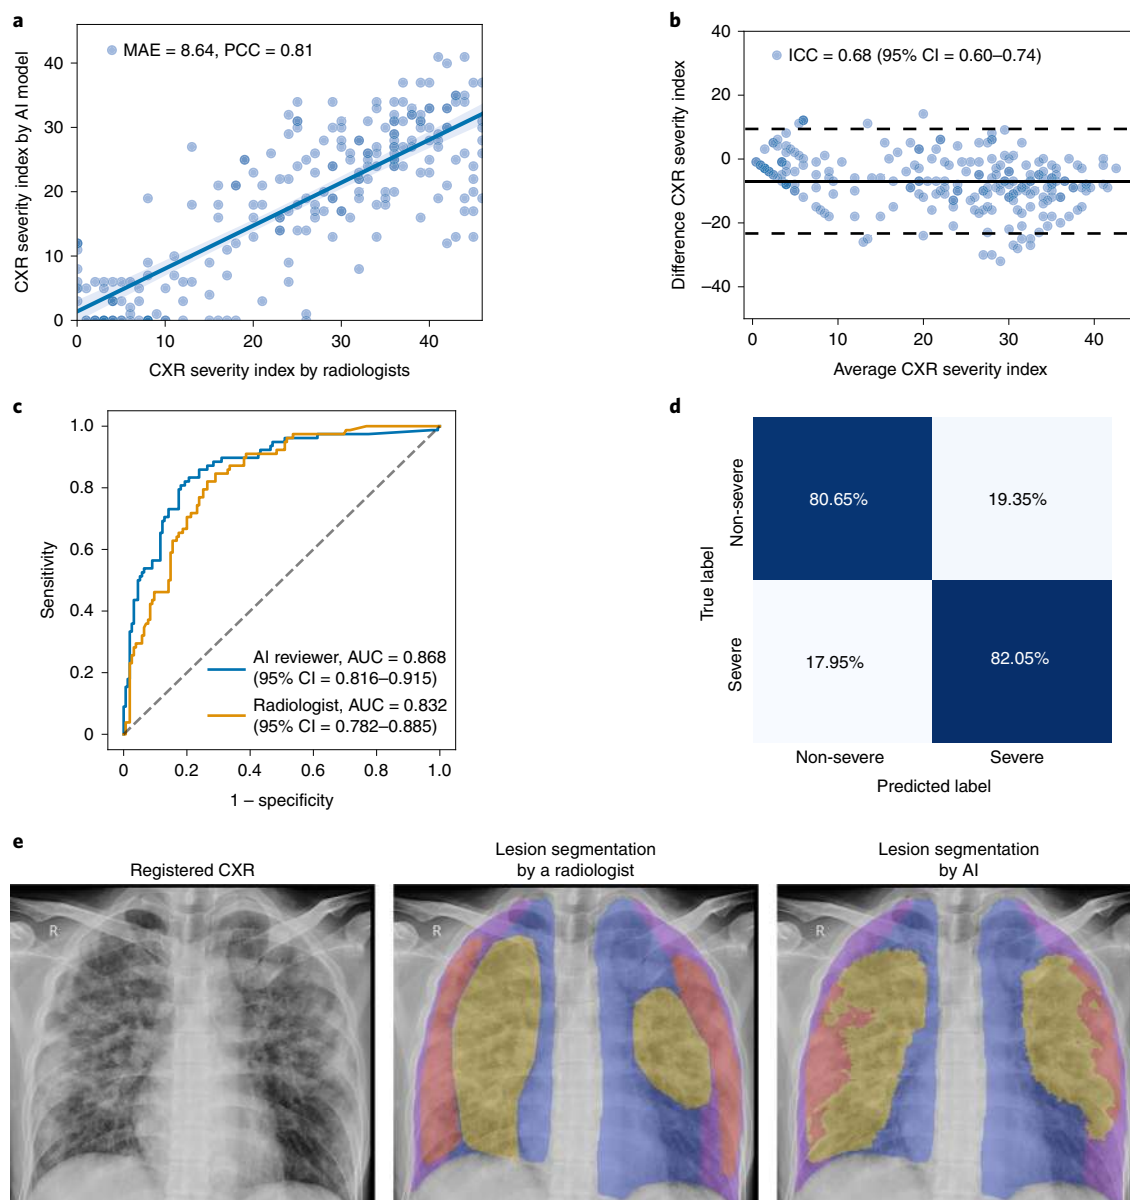 a
MAE = 8.64, PCC = 0.81
CXR severity index by AI model
40
30
20
10
0
0 10 20 30 40
CXR severity index by radiologists
b
ICC = 0.68 (95% CI = 0.60–0.74)
Difference CXR severity index
40
20
0
–20
–40
0 10 20 30 40
Average CXR severity index
c
Sensitivity
1.0
0.8
0.6
0.4
0.2
0
AI reviewer, AUC = 0.868
(95% CI = 0.816–0.915)
Radiologist, AUC = 0.832
(95% CI = 0.782–0.885)
0 0.2 0.4 0.6 0.8 1.0
1 – specificity
d
True label
Non-severe
80.65% 19.35%
Severe
17.95% 82.05%
Non-severe Severe
Predicted label
e
Registered CXR
Lesion segmentation
by a radiologist
Lesion segmentation
by AI
R
R
R